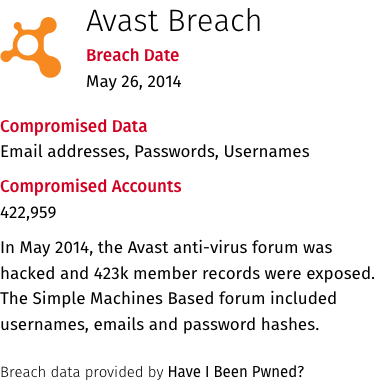 Avast Breach
Breach Date
May 26, 2014
Compromised Data
Email addresses, Passwords, Usernames
Compromised Accounts
422,959
In May 2014, the Avast anti-virus forum was
hacked and 423k member records were exposed.
The Simple Machines Based forum included
usernames, emails and password hashes.
Breach data provided by Have I Been Pwned?